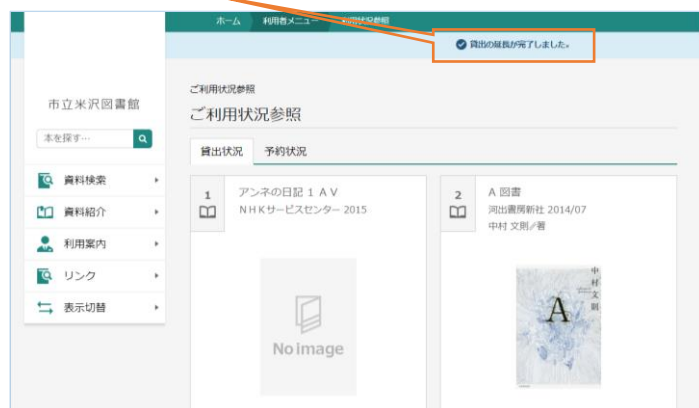 ホーム 利用者メニュー 利用状況参照
貸出の延長が完了しました。
市立米沢図書館
本を探す…
資料検索
資料紹介
利用案内
リンク
表示切替
ご利用状況参照
ご利用状況参照
貸出状況 予約状況
1
アンネの日記 1 AV
NHKサービスセンター 2015
No image
2
A 図書
河出書房新社 2014/07
中村 文則/著
中村文則
A